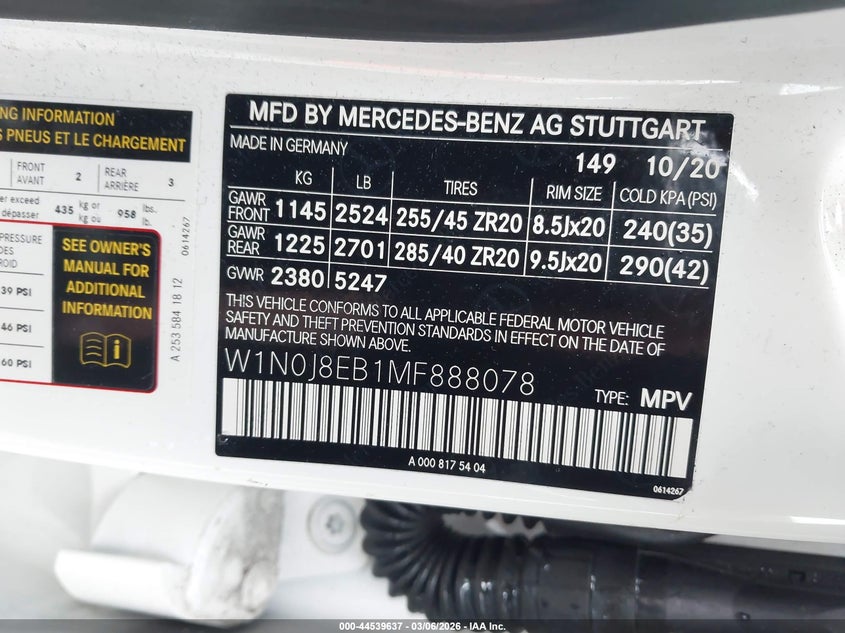 NG INFORMATION
PNEUS ET LE CHARGEMENT
FRONT
AVANT 2 REAR
ARRIÈRE 3
er exceed
dépasser 435 kg or
kg ou 958 lbs.
lb.
PRESSURE
39 PSI
46 PSI
60 PSI
SEE OWNER'S
MANUAL FOR
ADDITIONAL
INFORMATION
0614267
A 253 584 18 12
MFD BY MERCEDES-BENZ AG STUTTGART
MADE IN GERMANY 149 10/20
KG LB TIRES RIM SIZE COLD KPA(PSI)
GAWR
FRONT 1145 2524 255/45 ZR20 8.5Jx20 240(35)
GAWR
REAR 1225 2701 285/40 ZR20 9.5Jx20 290(42)
GVWR 2380 5247
THIS VEHICLE CONFORMS TO ALL APPLICABLE FEDERAL MOTOR VEHICLE
SAFETY AND THEFT PREVENTION STANDARDS IN EFFECT ON THE DATE OF
MANUFACTURE SHOWN ABOVE.
W1N0J8EB1MF888078
TYPE: MPV
A 000 817 54 04
0614267
000-44539637 - 03/06/2026 - IAA Inc.